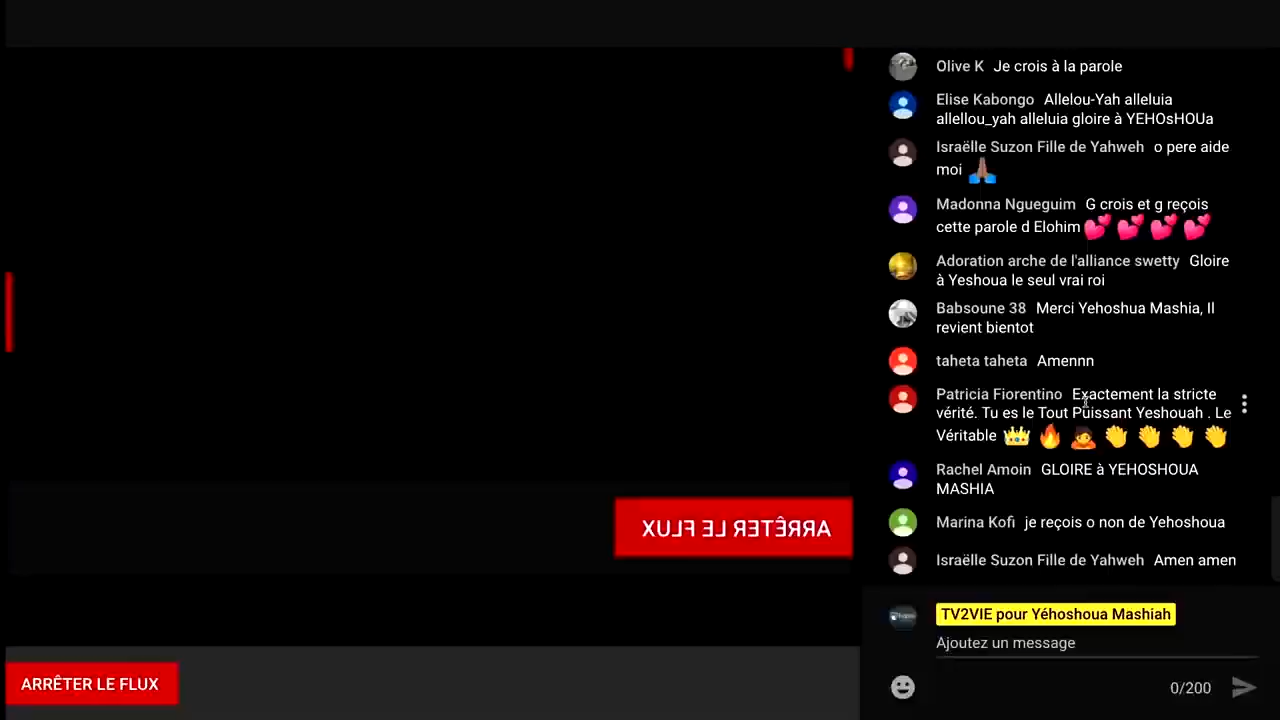 Olive K Je crois à la parole
Elise Kabongo Allelou-Yah alleluia
allellou_yah alleluia gloire à YEHOsHOUa
Israëlle Suzon Fille de Yahweh o pere aide
moi 🙏🏾
Madonna Ngueguim G crois et g reçois
cette parole d Elohim 💕 💕 💕 💕
Adoration arche de l'alliance swetty Gloire
à Yeshoua le seul vrai roi
Babsoune 38 Merci Yehoshua Mashia, Il
revient bientot
taheta taheta Amennn
Patricia Fiorentino Exactement la stricte
vérité. Tu es le Tout Puissant Yeshouah . Le
Véritable 👑 🔥 🙇 👏 👏 👏 👏
Rachel Amoin GLOIRE à YEHOSHOUA
MASHIA
Marina Kofi je reçois o non de Yehoshoua
Israëlle Suzon Fille de Yahweh Amen amen
TV2VIE pour Yéhoshoua Mashiah
Ajoutez un message
0/200
ARRÊTER LE FLUX
ARRÊTER LE FLUX